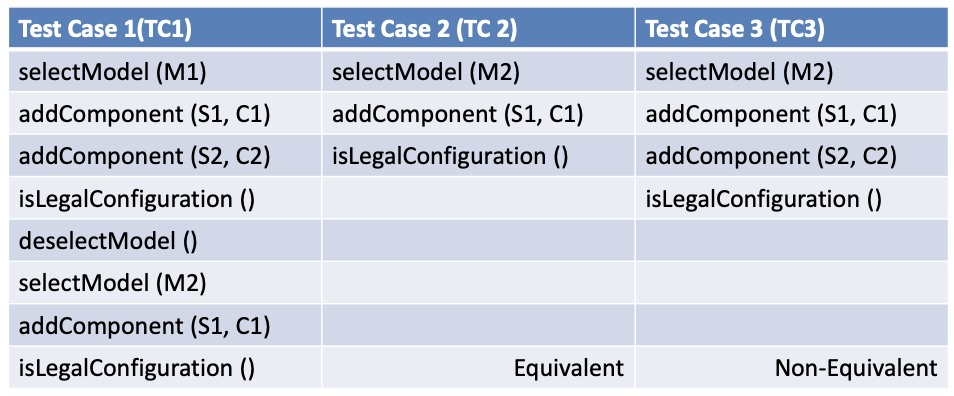 Test Case 1(TC1) Test Case 2 (TC 2) Test Case 3 (TC3)
selectModel (M1) selectModel (M2) selectModel (M2)
addComponent (S1, C1) addComponent (S1, C1) addComponent (S1, C1)
addComponent (S2, C2) isLegalConfiguration () addComponent (S2, C2)
isLegalConfiguration () isLegalConfiguration ()
deselectModel ()
selectModel (M2)
addComponent (S1, C1)
isLegalConfiguration () Equivalent Non-Equivalent